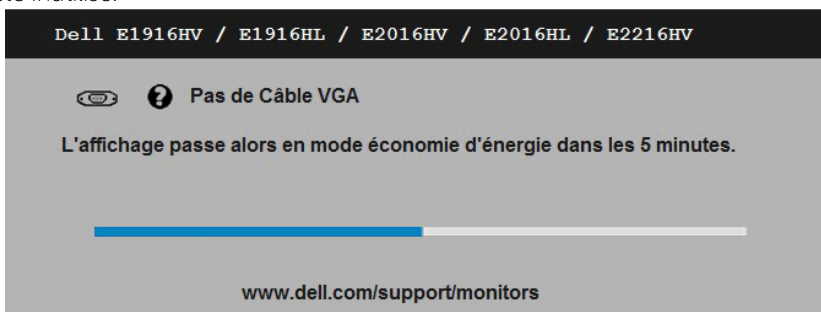 Dell E1916HV / E1916HL / E2016HV / E2016HL / E2216HV
Pas de Câble VGA
L'affichage passe alors en mode économie d'énergie dans les 5 minutes.
www.dell.com/support/monitors